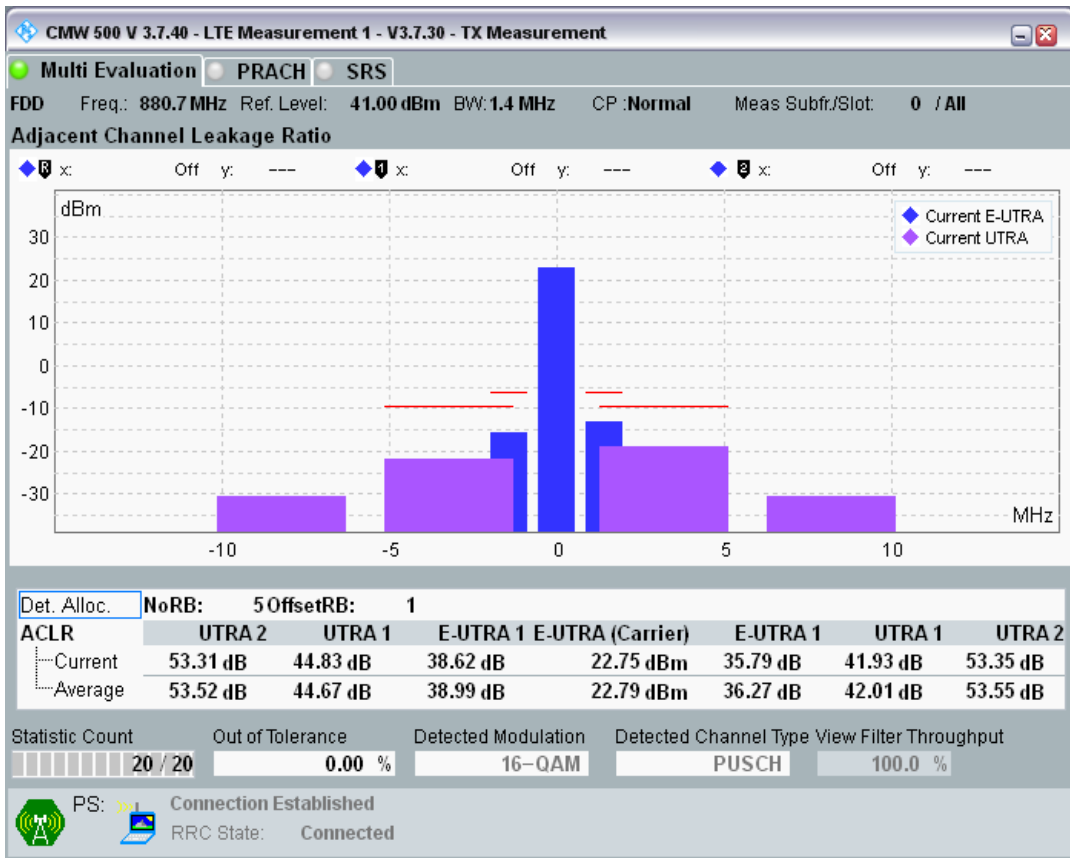 CMW 500 V 3.7.40 - LTE Measurement 1 - V3.7.30 - TX Measurement
Multi Evaluation PRACH SRS
FDD Freq.: 880.7 MHz Ref. Level: 41.00 dBm BW: 1.4 MHz CP :Normal Meas Subfr./Slot: 0 / All
Adjacent Channel Leakage Ratio
R x: Off y: --- 1 x: Off y: --- 2 x: Off y: ---
dBm
Current E-UTRA
Current UTRA
30
20
10
0
-10
-20
-30
MHz
-10 -5 0 5 10
Det. Alloc. NoRB: 5 OffsetRB: 1
ACLR UTRA 2 UTRA 1 E-UTRA 1 E-UTRA (Carrier) E-UTRA 1 UTRA 1 UTRA 2
Current 53.31 dB 44.83 dB 38.62 dB 22.75 dBm 35.79 dB 41.93 dB 53.35 dB
Average 53.52 dB 44.67 dB 38.99 dB 22.79 dBm 36.27 dB 42.01 dB 53.55 dB
Statistic Count Out of Tolerance Detected Modulation Detected Channel Type View Filter Throughput
20 / 20 0.00 % 16-QAM PUSCH 100.0 %
PS: Connection Established
RRC State: Connected